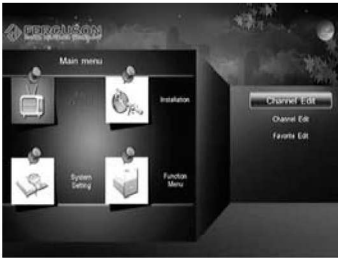 FERGUSON
Main menu
Installation
System
Setting
Function
Menu
Channel Edit
Channel Edit
Favorite Edit